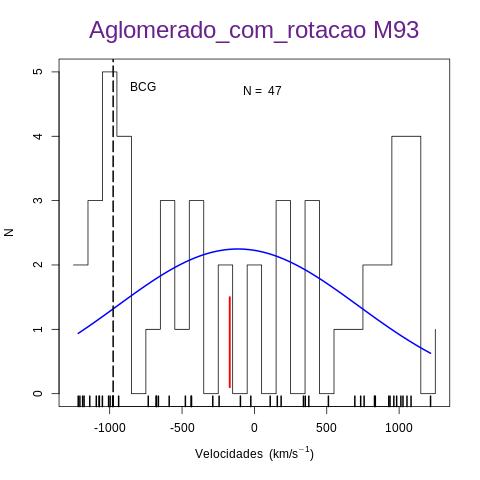 Aglomerado_com_rotacao M93
BCG
N = 47
N
5
4
3
2
1
0
-1000 -500 0 500 1000
Velocidades (km/s⁻¹)